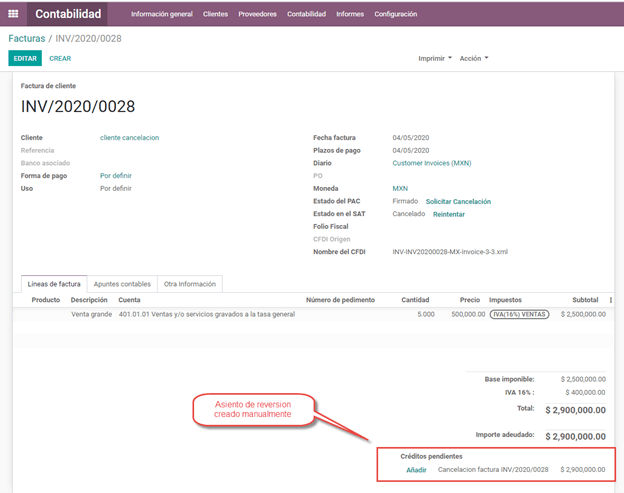 Contabilidad Información general Clientes Proveedores Contabilidad Informes Configuración
Facturas / INV/2020/0028
EDITAR CREAR Imprimir Acción
Factura de cliente
INV/2020/0028
Cliente cliente cancelacion Fecha factura 04/05/2020
Referencia Plazos de pago 04/05/2020
Banco asociado Diario Customer Invoices (MXN)
Forma de pago Por definir PO
Uso Por definir Moneda MXN
Estado del PAC Firmado Solicitar Cancelación
Estado en el SAT Cancelado Reintentar
Folio Fiscal
CFDI Origen
Nombre del CFDI INV-INV20200028-MX-Invoice-3-3.xml
Líneas de factura Apuntes contables Otra Información
Producto Descripción Cuenta Número de pedimento Cantidad Precio Impuestos Subtotal
Venta grande 401.01.01 Ventas y/o servicios gravados a la tasa general 5.000 500,000.00 IVA(16%) VENTAS $ 2,500,000.00
Base imponible: $ 2,500,000.00
IVA 16% : $ 400,000.00
Total: $ 2,900,000.00
Asiento de reversion
creado manualmente
Importe adeudado: $ 2,900,000.00
Créditos pendientes
Añadir Cancelacion factura INV/2020/0028 $ 2,900,000.00